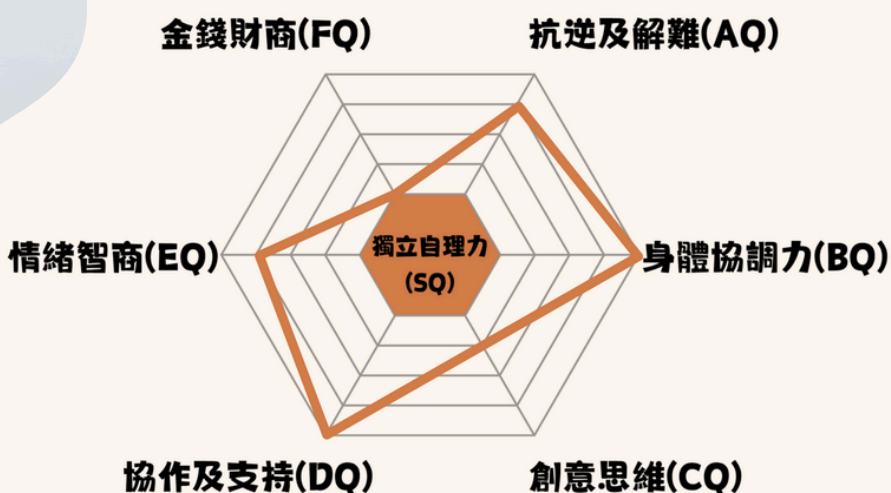 金錢財商(FQ)
抗逆及解難(AQ)
情緒智商(EQ)
獨立自理力
(SQ)
身體協調力(BQ)
協作及支持(DQ)
創意思維(CQ)